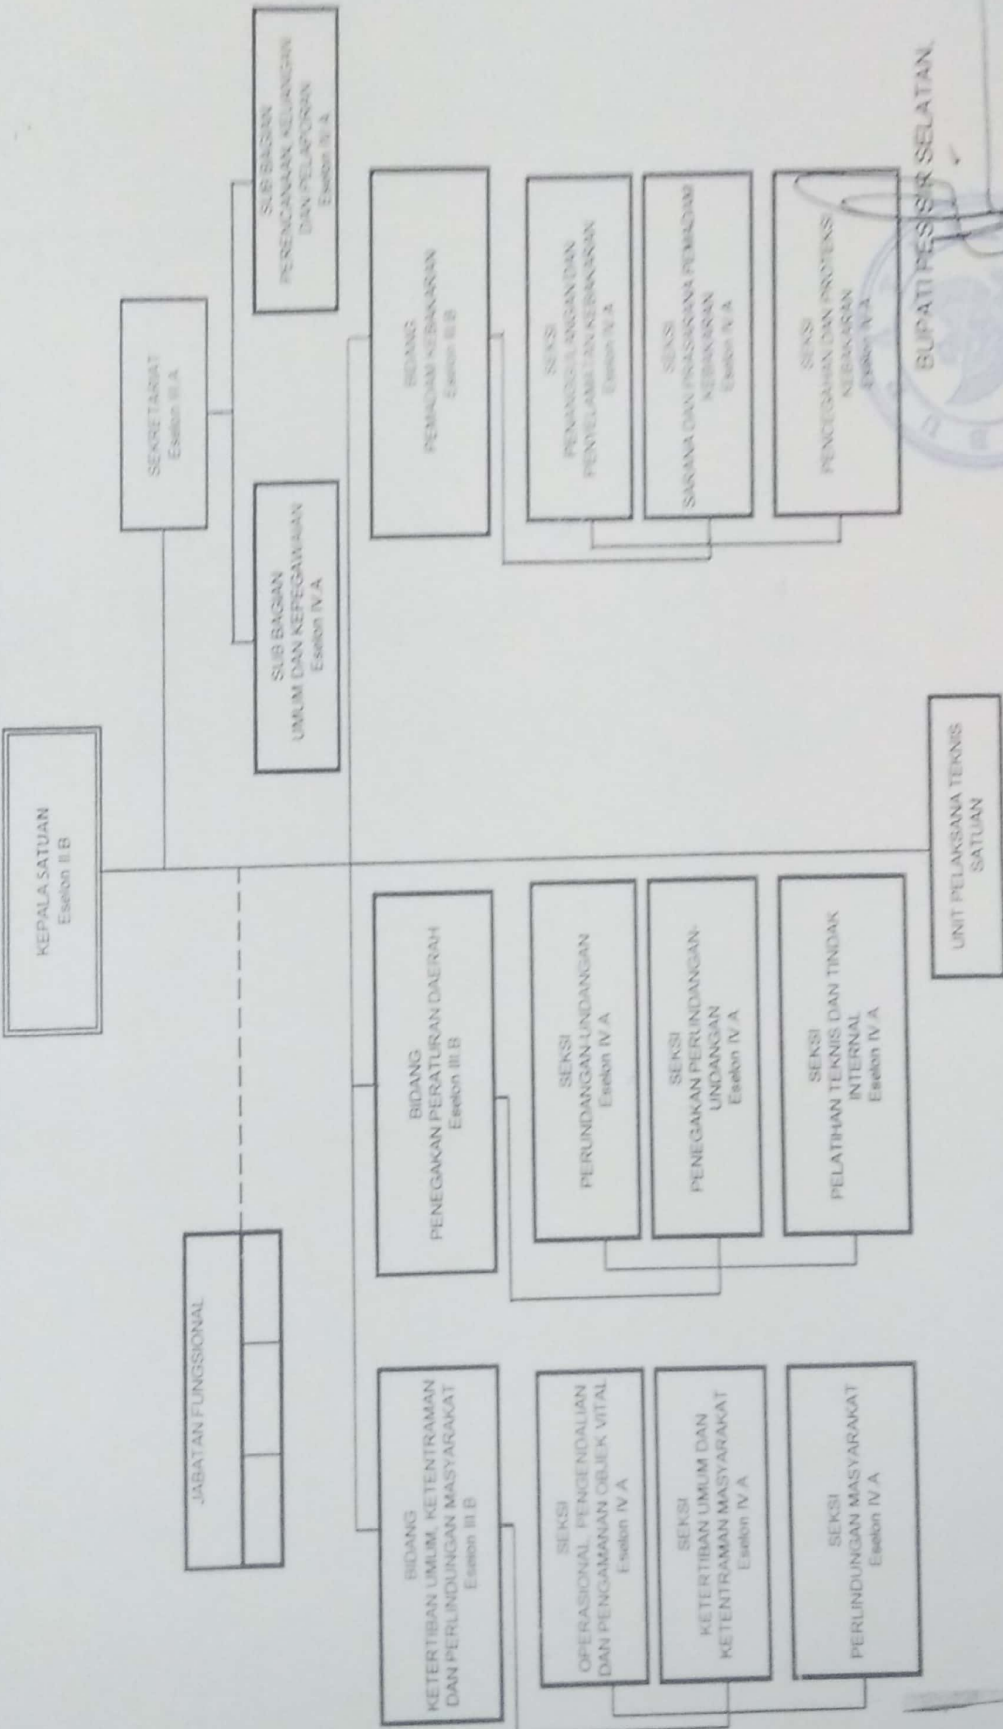 KEPALA SATUAN
Eselon II.B
JABATAN FUNGSIONAL
SEKRETARIAT
Eselon III.A
SUB BAGIAN
UMUM DAN KEPEGAWAIAN
Eselon IV.A
SUB BAGIAN
PERENCANAAN, KEUANGAN
DAN PELAPORAN
Eselon IV.A
BIDANG
KETERTIBAN UMUM, KETENTRAMAN
DAN PERLINDUNGAN MASYARAKAT
Eselon III.B
BIDANG
PENEGAKAN PERATURAN DAERAH
Eselon III.B
BIDANG
PEMADAM KEBAKARAN
Eselon III.B
SEKSI
OPERASIONAL, PENGENDALIAN
DAN PENGAMANAN OBJEK VITAL
Eselon IV.A
SEKSI
PERUNDANGAN-UNDANGAN
Eselon IV.A
SEKSI
PENANGGULANGAN DAN
PENYELAMATAN KEBAKARAN
Eselon IV.A
SEKSI
KETERTIBAN UMUM DAN
KETENTRAMAN MASYARAKAT
Eselon IV.A
SEKSI
PENEGAKAN PERUNDANGAN-
UNDANGAN
Eselon IV.A
SEKSI
SARANA DAN PRASARANA PEMADAM
KEBAKARAN
Eselon IV.A
SEKSI
PERLINDUNGAN MASYARAKAT
Eselon IV.A
SEKSI
PELATIHAN TEKNIS DAN TINDAK
INTERNAL
Eselon IV.A
SEKSI
PENCEGAHAN DAN PROTEKSI
KEBAKARAN
Eselon IV.A
UNIT PELAKSANA TEKNIS
SATUAN
BUPATI PESISIR SELATAN,